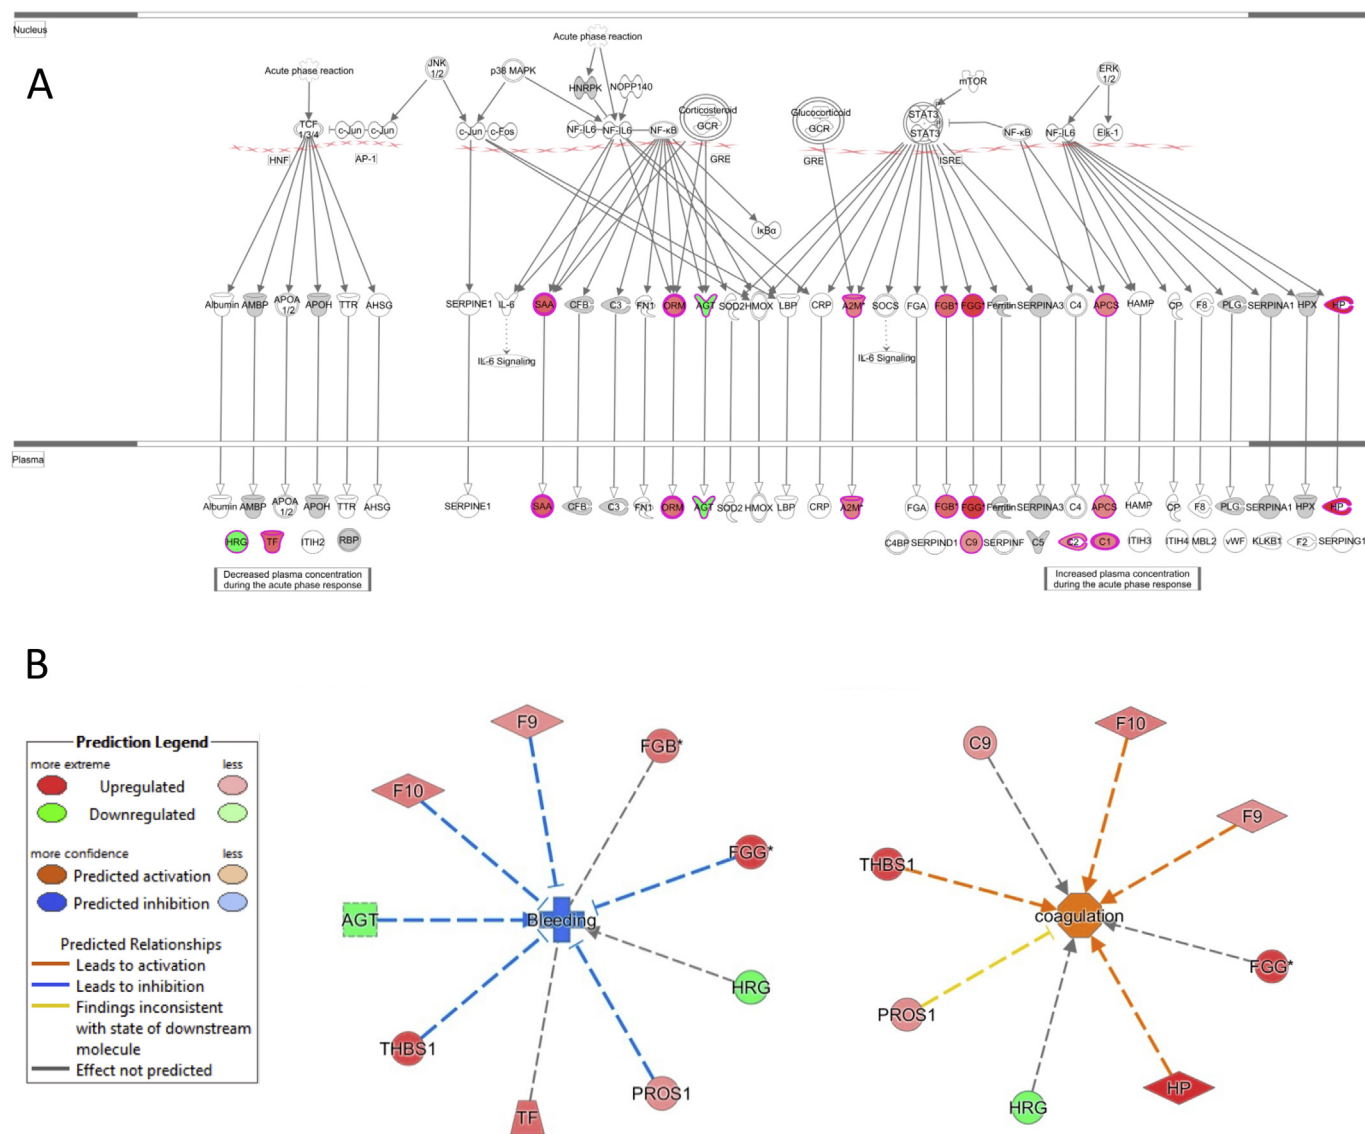 Nucleus
A
Acute phase reaction
Acute phase reaction
JNK
1/2
p38 MAPK
HNRPK
NOPP140
Corticosteroid
GCR
Glucocorticoid
GCR
mTOR
ERK
1/2
STAT3
STAT3
TCF
1/3/4
c-Jun
c-Jun
c-Jun
c-Fos
NF-IL6
NF-IL6
NF-κB
NF-κB
NF-IL6
Elk-1
HNF
AP-1
GRE
GRE
ISRE
IκBα
Albumin AMBP APOA 1/2 APOH TTR AHSG SERPINE1 IL-6 SAA CFB C3 FN1 ORM AGT SOD2 HMOX LBP CRP A2M* SOCS FGA FGB* FGG* Ferritin SERPINA3 C4 APCS HAMP CP F8 PLG SERPINA1 HPX HP
IL-6 Signaling
IL-6 Signaling
Plasma
Albumin AMBP APOA 1/2 APOH TTR AHSG SERPINE1 SAA CFB C3 FN1 ORM AGT SOD2 HMOX LBP CRP A2M* FGA FGB* FGG* Ferritin SERPINA3 C4 APCS HAMP CP F8 PLG SERPINA1 HPX HP
HRG TF ITIH2 RBP C4BP SERPIND1 C9 SERPINF C5 C2 C1 ITIH3 ITIH4 MBL2 vWF KLKB1 F2 SERPING1
Decreased plasma concentration
during the acute phase response
Increased plasma concentration
during the acute phase response
B
Prediction Legend
more extreme less
Upregulated
Downregulated
more confidence less
Predicted activation
Predicted inhibition
Predicted Relationships
Leads to activation
Leads to inhibition
Findings inconsistent
with state of downstream
molecule
Effect not predicted
F9
FGB*
F10
FGG*
AGT
Bleeding
HRG
THBS1
PROS1
TF
C9
F10
F9
THBS1
coagulation
FGG*
PROS1
HP
HRG